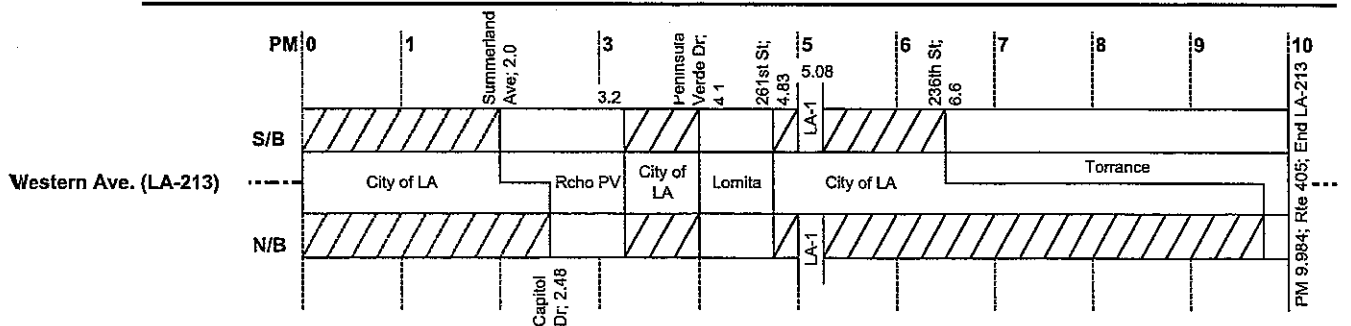 PM 0 1 3 5 6 7 8 9 10
Summerland Ave; 2.0
3.2
Peninsula Verde Dr; 4 1
261st St; 4.83
5.08
LA-1
236th St; 6.6
S/B
Western Ave. (LA-213)
City of LA
Rcho PV
City of LA
Lomita
City of LA
Torrance
N/B
LA-1
Capitol Dr; 2.48
PM 9.984; Rte 405; End LA-213